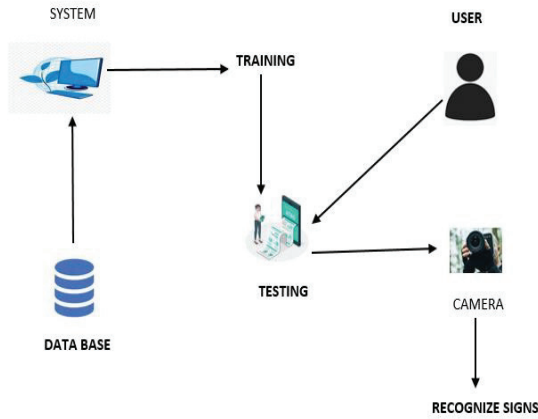 SYSTEM
USER
TRAINING
TESTING
CAMERA
DATA BASE
RECOGNIZE SIGNS